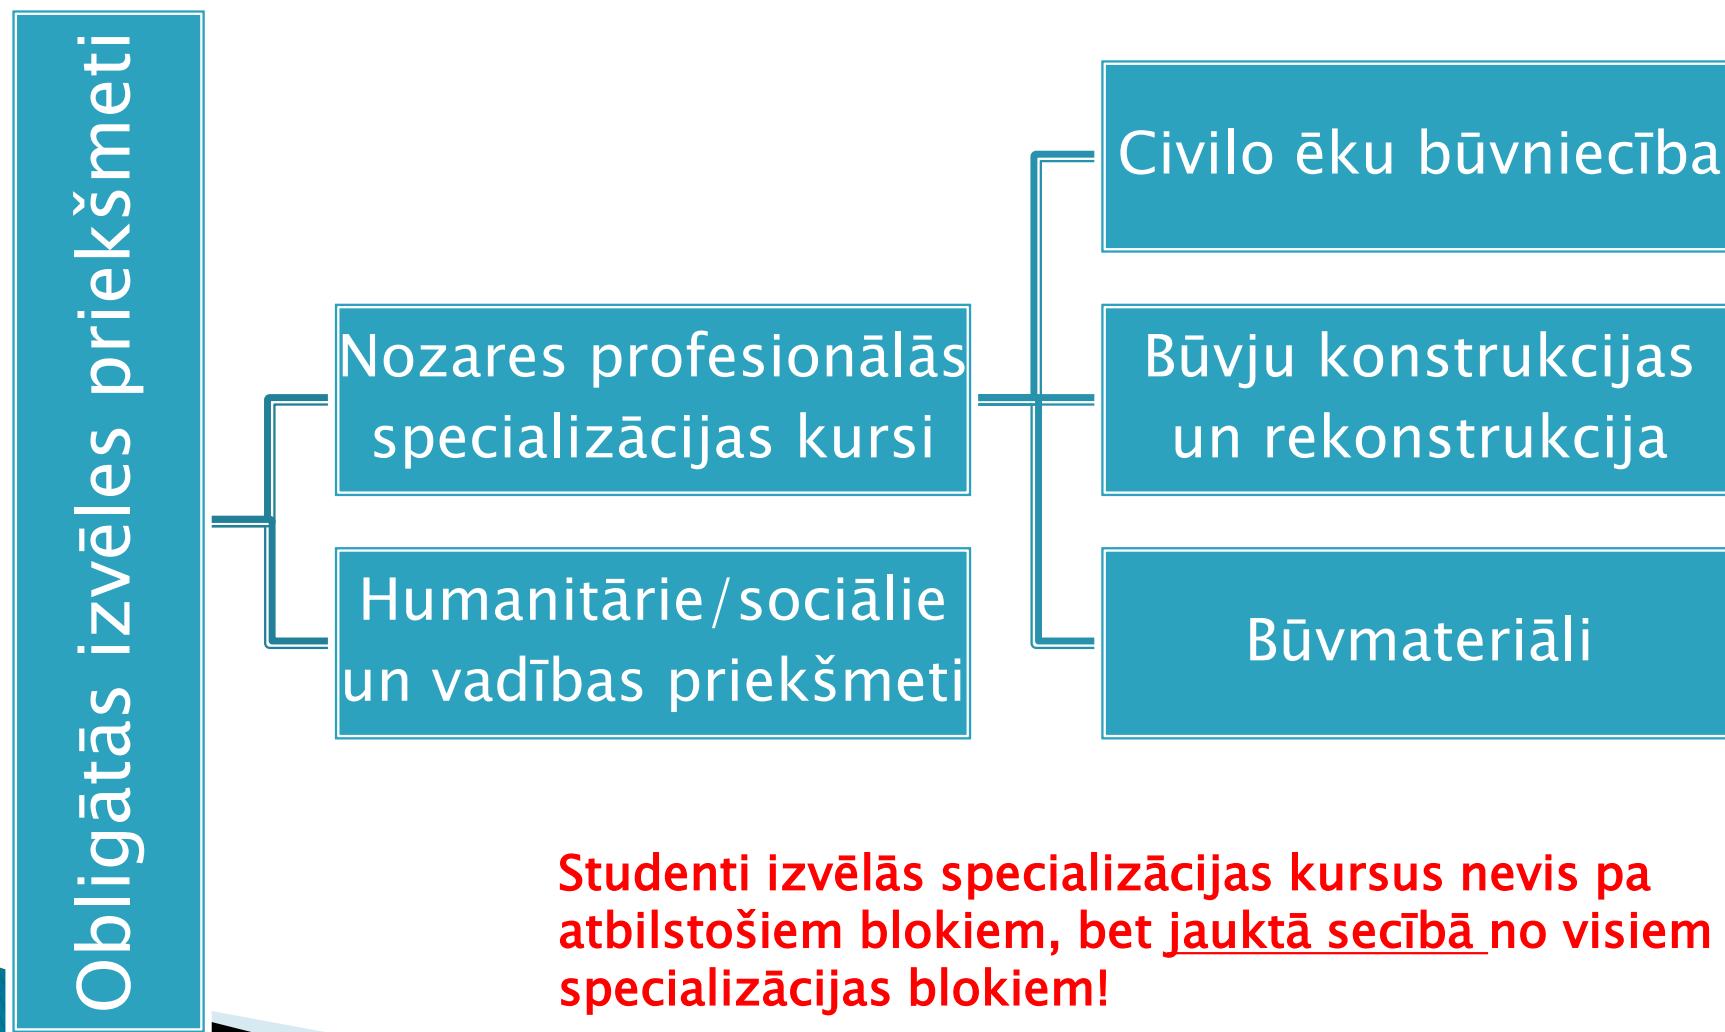 Obligātās izvēles priekšmeti
Nozares profesionālās
specializācijas kursi
Humanitārie/sociālie
un vadības priekšmeti
Civilo ēku būvniecība
Būvju konstrukcijas
un rekonstrukcija
Būvmateriāli
Studenti izvēlās specializācijas kursus nevis pa
atbilstošiem blokiem, bet jauktā secībā no visiem
specializācijas blokiem!